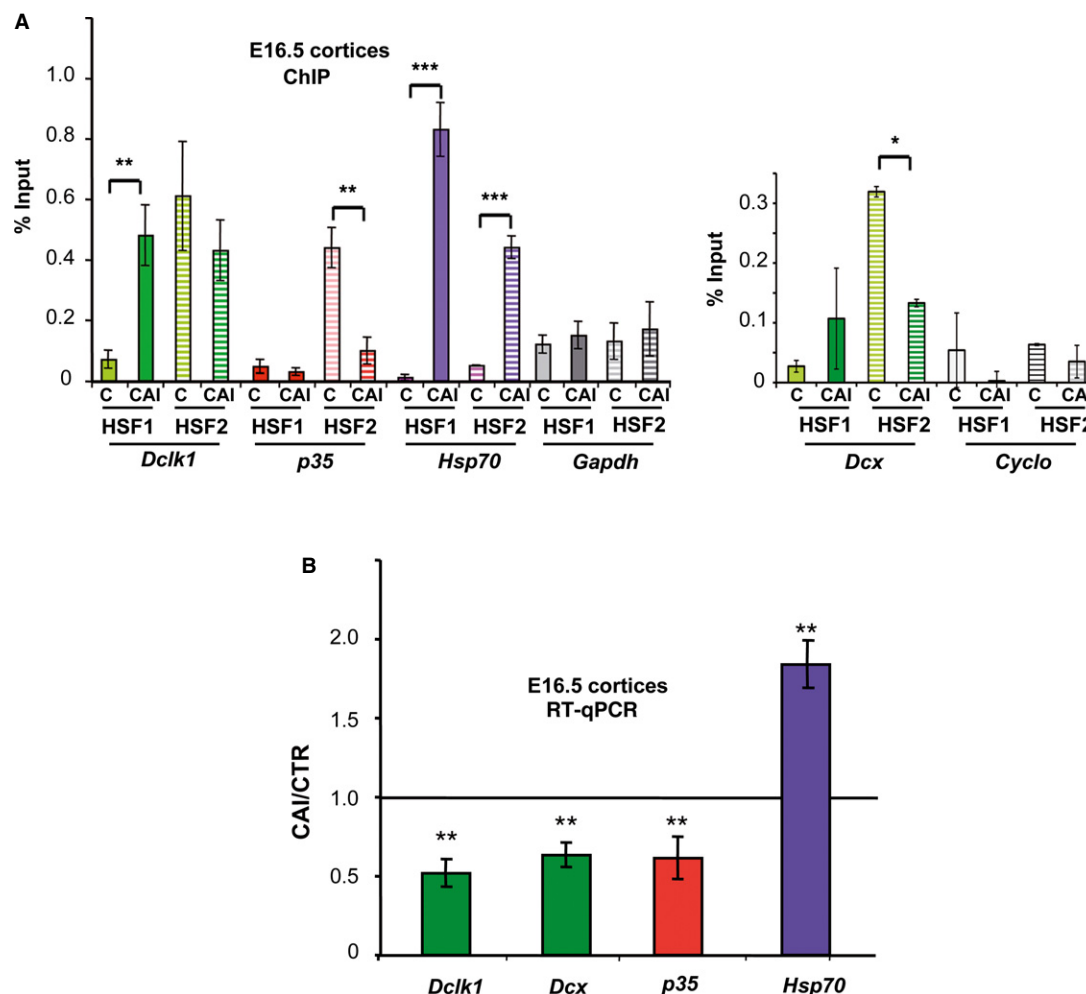 A
E16.5 cortices
ChIP
% Input
1.0
0.8
0.6
0.4
0.2
0
**
**
***
***
C CAI C CAI C CAI C CAI C CAI C CAI C CAI C CAI
HSF1 HSF2 HSF1 HSF2 HSF1 HSF2 HSF1 HSF2
Dclk1 p35 Hsp70 Gapdh
% Input
0.3
0.2
0.1
0
*
C CAI C CAI C CAI C CAI
HSF1 HSF2 HSF1 HSF2
Dcx Cyclo
B
E16.5 cortices
RT-qPCR
CAI/CTR
2.0
1.5
1.0
0.5
0
** ** ** **
Dclk1 Dcx p35 Hsp70